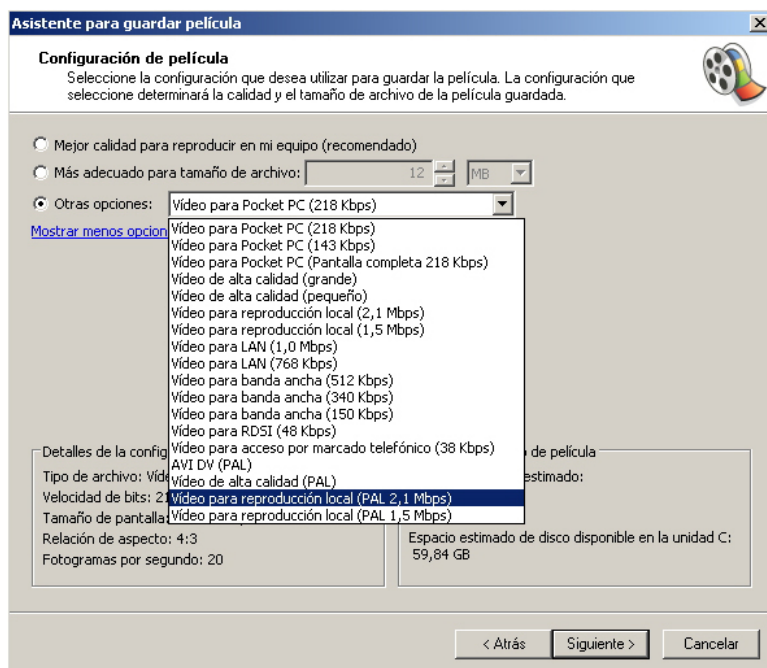 Asistente para guardar película
Configuración de película
Seleccione la configuración que desea utilizar para guardar la película. La configuración que
seleccione determinará la calidad y el tamaño de archivo de la película guardada.
Mejor calidad para reproducir en mi equipo (recomendado)
Más adecuado para tamaño de archivo: 12 MB
Otras opciones: Vídeo para Pocket PC (218 Kbps)
Mostrar menos opcion
Vídeo para Pocket PC (218 Kbps)
Vídeo para Pocket PC (143 Kbps)
Vídeo para Pocket PC (Pantalla completa 218 Kbps)
Vídeo de alta calidad (grande)
Vídeo de alta calidad (pequeño)
Vídeo para reproducción local (2,1 Mbps)
Vídeo para reproducción local (1,5 Mbps)
Vídeo para LAN (1,0 Mbps)
Vídeo para LAN (768 Kbps)
Vídeo para banda ancha (512 Kbps)
Vídeo para banda ancha (340 Kbps)
Vídeo para banda ancha (150 Kbps)
Vídeo para RDSI (48 Kbps)
Vídeo para acceso por marcado telefónico (38 Kbps)
AVI DV (PAL)
Vídeo de alta calidad (PAL)
Vídeo para reproducción local (PAL 2,1 Mbps)
Vídeo para reproducción local (PAL 1,5 Mbps)
Detalles de la config
Tipo de archivo: Víde
Velocidad de bits: 21
Tamaño de pantalla:
Relación de aspecto: 4:3
Fotogramas por segundo: 20
de película
estimado:
Espacio estimado de disco disponible en la unidad C:
59,84 GB
< Atrás Siguiente > Cancelar